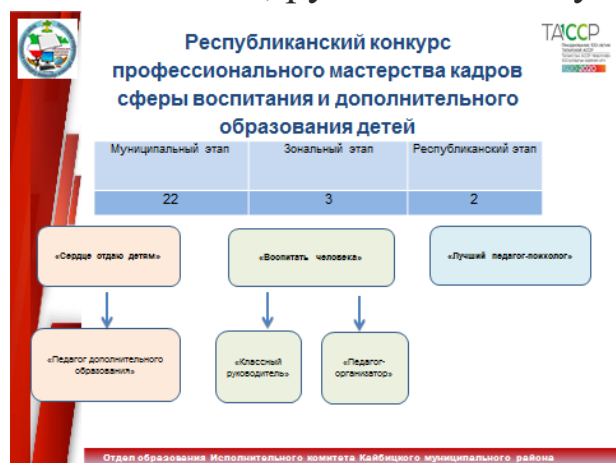 ТАССР
Республиканский конкурс
профессионального мастерства кадров
сферы воспитания и дополнительного
образования детей
Муниципальный этап Зональный этап Республиканский этап
22 3 2
«Сердце отдаю детям» «Воспитать человека» «Лучший педагог-психолог»
«Педагог дополнительного
образования»
«Классный
руководитель»
«Педагог-
организатор»
Отдел образования Исполнительного комитета Кайбицкого муниципального района